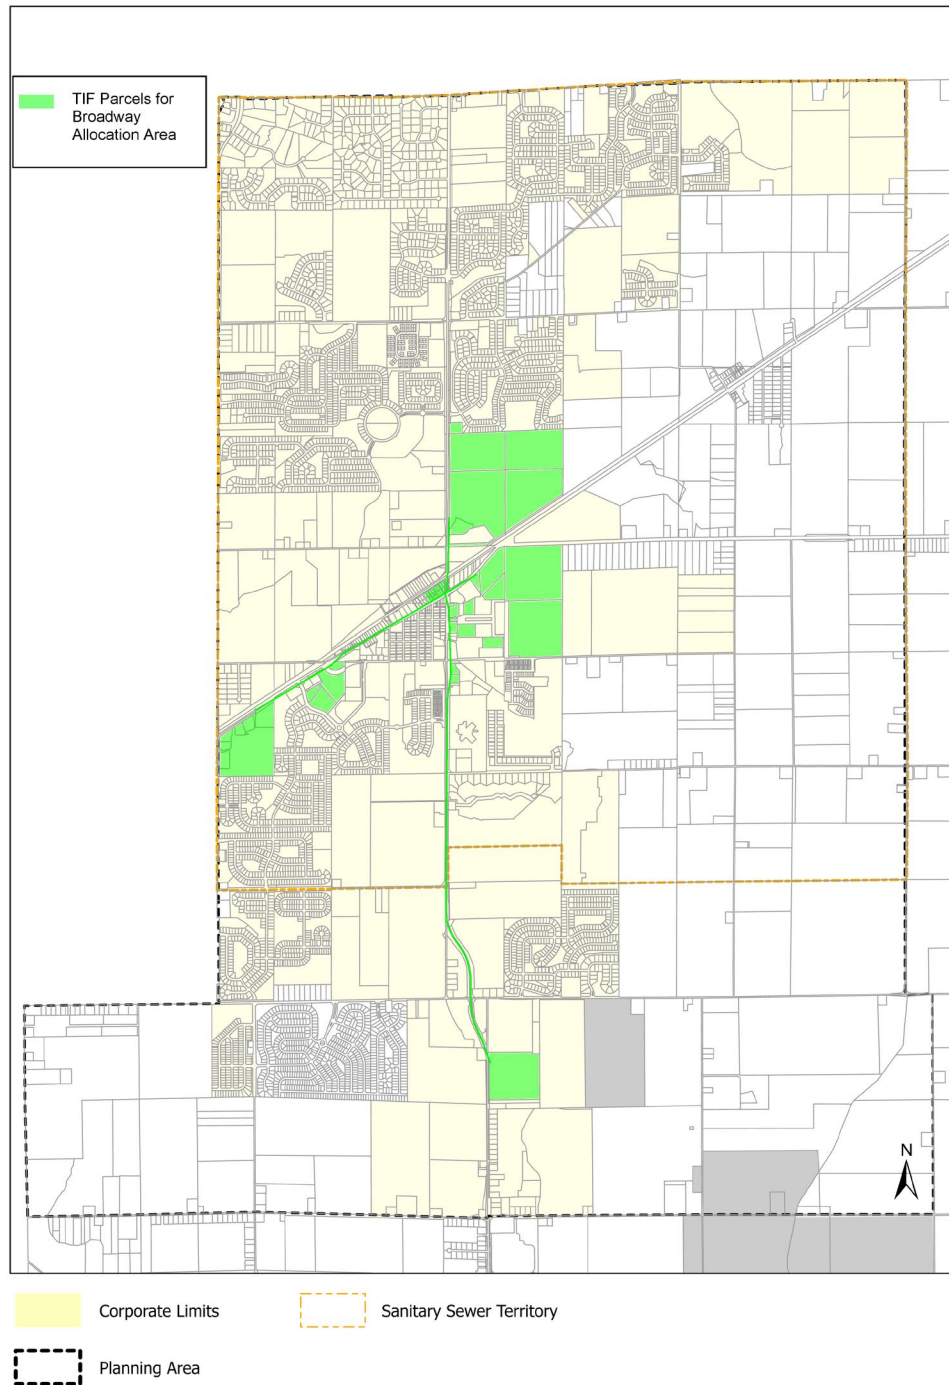 TIF Parcels for
Broadway
Allocation Area
N
Corporate Limits
Sanitary Sewer Territory
Planning Area